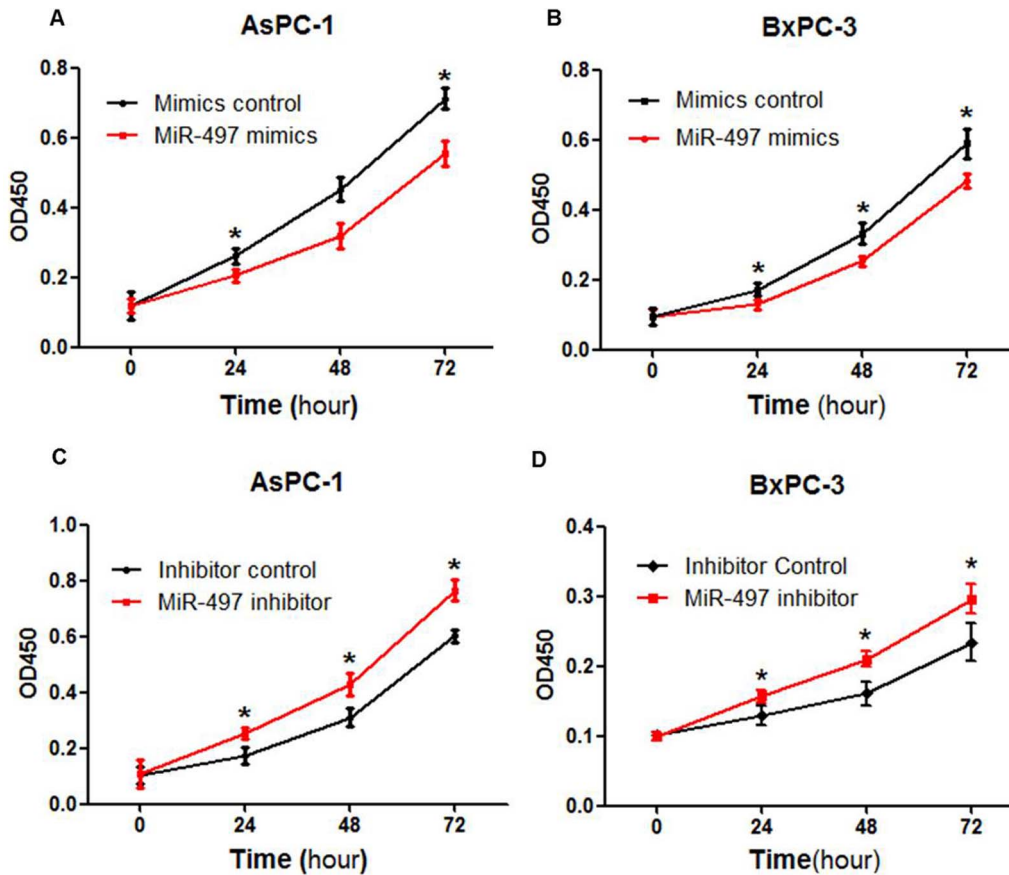 A
AsPC-1
0.8
0.6
0.4
0.2
0.0
OD450
Mimics control
MiR-497 mimics
*
*
0
24
48
72
Time (hour)
B
BxPC-3
0.8
0.6
0.4
0.2
0.0
OD450
Mimics control
MiR-497 mimics
*
*
*
0
24
48
72
Time (hour)
C
AsPC-1
1.0
0.8
0.6
0.4
0.2
0.0
OD450
Inhibitor control
MiR-497 inhibitor
*
*
*
0
24
48
72
Time (hour)
D
BxPC-3
0.4
0.3
0.2
0.1
0.0
OD450
Inhibitor Control
MiR-497 inhibitor
*
*
*
0
24
48
72
Time(hour)